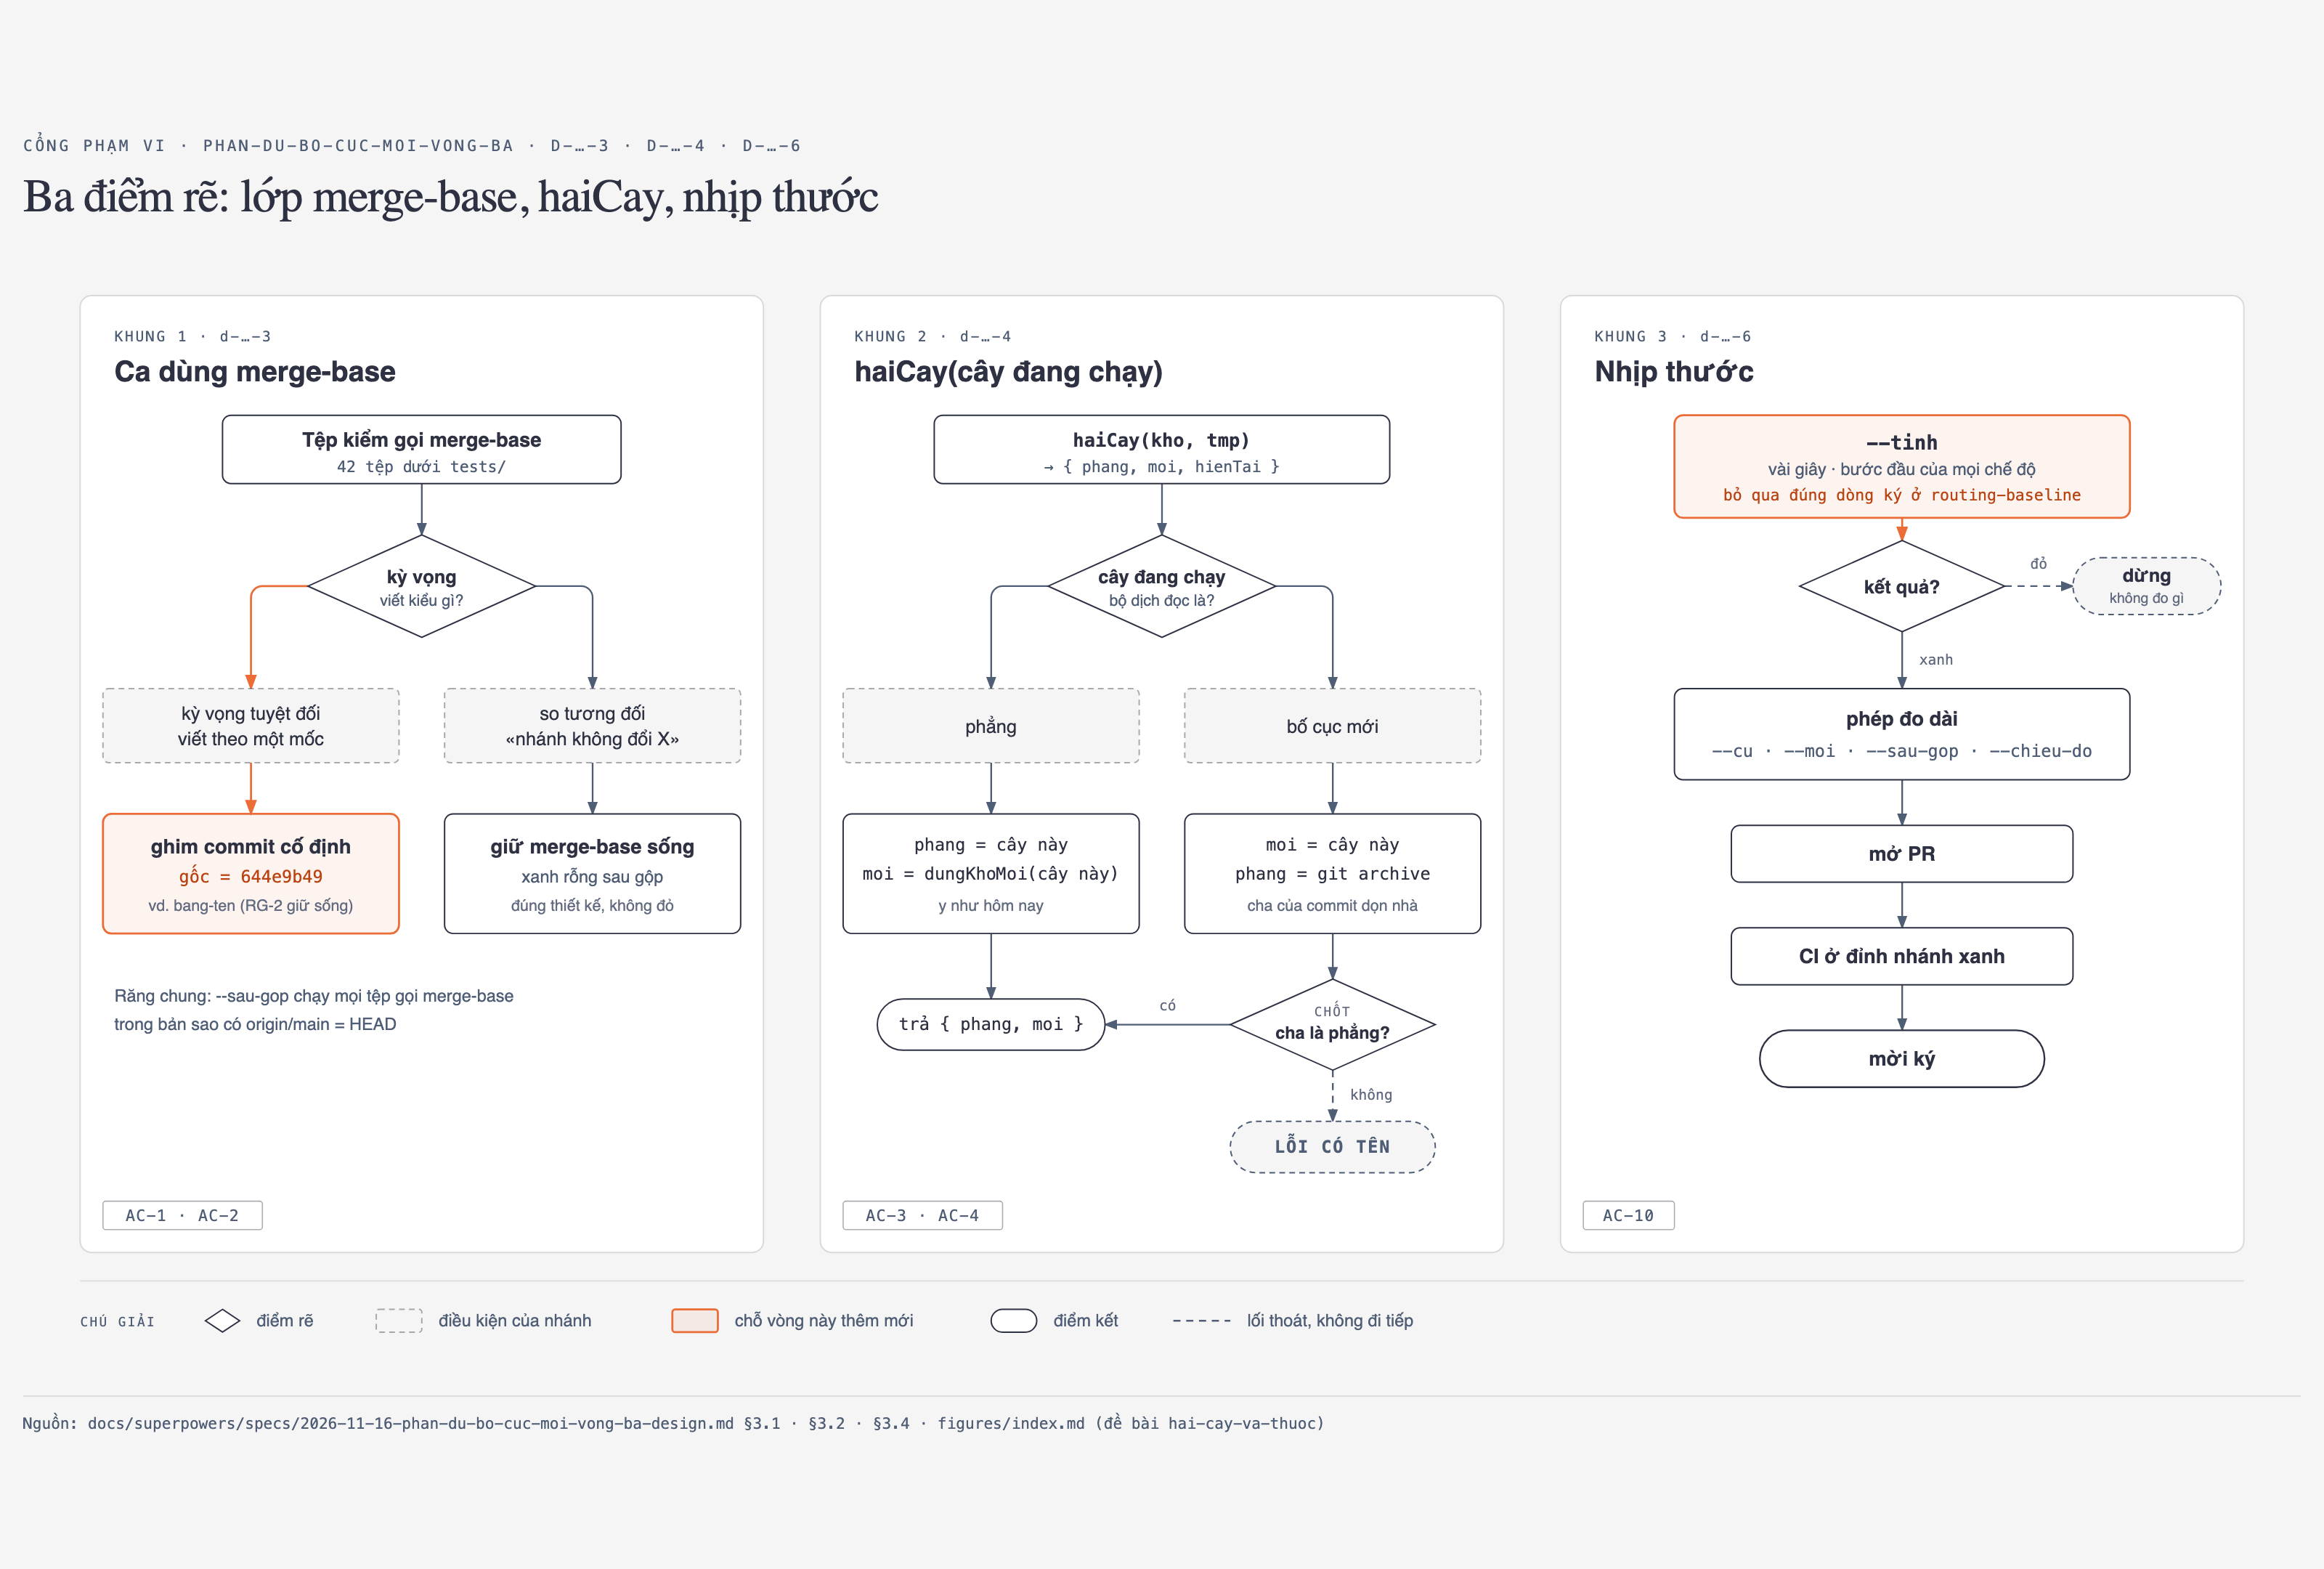 CỔNG PHẠM VI · PHAN-DU-BO-CUC-MOI-VONG-BA · D-…-3 · D-…-4 · D-…-6
Ba điểm rẽ: lớp merge-base, haiCay, nhịp thước
KHUNG 1 · d-…-3
Ca dùng merge-base
Tệp kiểm gọi merge-base
42 tệp dưới tests/
kỳ vọng
viết kiểu gì?
kỳ vọng tuyệt đối
viết theo một mốc
so tương đối
«nhánh không đổi X»
ghim commit cố định
gốc = 644e9b49
vd. bang-ten (RG-2 giữ sống)
giữ merge-base sống
xanh rỗng sau gộp
đúng thiết kế, không đỏ
Răng chung: --sau-gop chạy mọi tệp gọi merge-base
trong bản sao có origin/main = HEAD
AC-1 · AC-2
KHUNG 2 · d-…-4
haiCay(cây đang chạy)
haiCay(kho, tmp)
→ { phang, moi, hienTai }
cây đang chạy
bộ dịch đọc là?
phẳng
bố cục mới
phang = cây này
moi = dungKhoMoi(cây này)
y như hôm nay
moi = cây này
phang = git archive
cha của commit dọn nhà
trả { phang, moi }
có
CHỐT
cha là phẳng?
không
LỖI CÓ TÊN
AC-3 · AC-4
KHUNG 3 · d-…-6
Nhịp thước
--tinh
vài giây · bước đầu của mọi chế độ
bỏ qua đúng dòng ký ở routing-baseline
kết quả?
đỏ
dừng
không đo gì
xanh
phép đo dài
--cu · --moi · --sau-gop · --chieu-do
mở PR
CI ở đỉnh nhánh xanh
mời ký
AC-10
CHÚ GIẢI
điểm rẽ
điều kiện của nhánh
chỗ vòng này thêm mới
điểm kết
lối thoát, không đi tiếp
Nguồn: docs/superpowers/specs/2026-11-16-phan-du-bo-cuc-moi-vong-ba-design.md §3.1 · §3.2 · §3.4 · figures/index.md (đề bài hai-cay-va-thuoc)